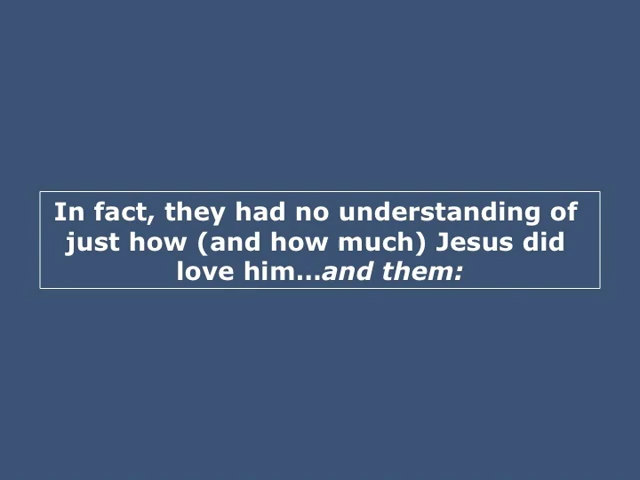 In fact, they had no understanding of
just how (and how much) Jesus did
love him...and them: